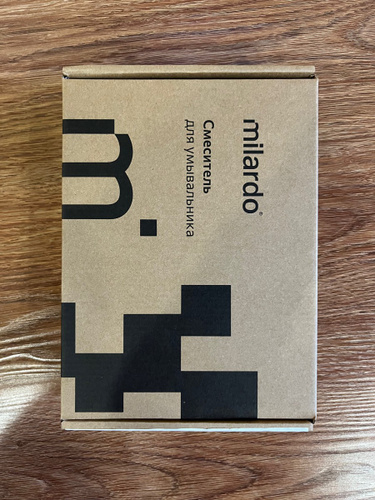 milardo®
Смеситель
для умывальника
m.